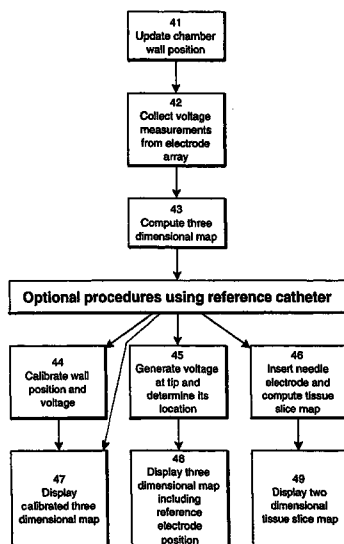 41
Update chamber
wall position
42
Collect voltage
measurements
from electrode
array
43
Compute three
dimensional map
Optional procedures using reference catheter
44
Calibrate wall
position and
voltage
45
Generate voltage
at tip and
determine its
location
46
Insert needle
electrode and
compute tissue
slice map
47
Display
calibrated three
dimensional map
48
Display three
dimensional map
including
reference
electrode
position
49
Display two
dimensional
tissue slice map